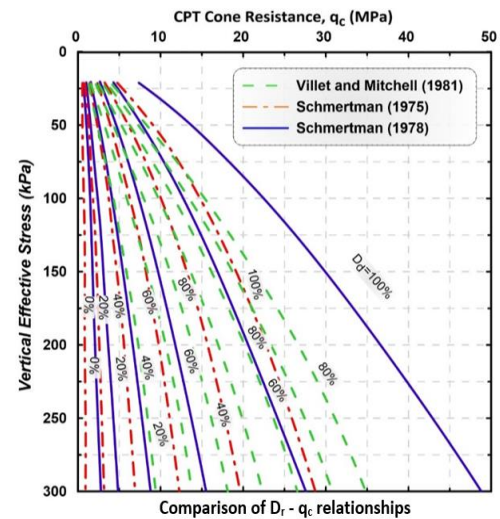 CPT Cone Resistance, qc (MPa)
0 10 20 30 40 50
0
50
100
150
200
250
300
Vertical Effective Stress (kPa)
Villet and Mitchell (1981)
Schmertman (1975)
Schmertman (1978)
Dd=100%
100%
80%
60%
40%
20%
0%
80%
80%
60%
40%
20%
0%
60%
40%
20%
Comparison of Dr - qc relationships